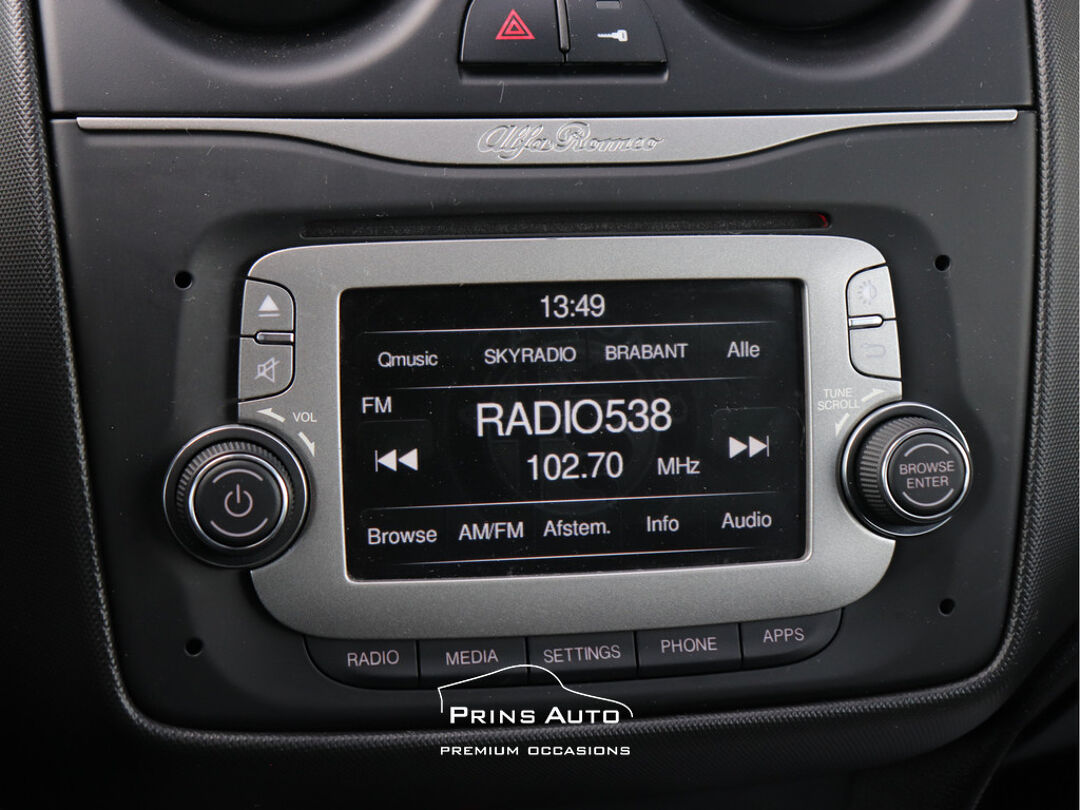 Alfa Romeo
13:49
Qmusic SKYRADIO BRABANT Alle
FM
RADIO538
102.70 MHz
Browse AM/FM Afstem. Info Audio
VOL
TUNE
SCROLL
BROWSE
ENTER
RADIO MEDIA SETTINGS PHONE APPS
PRINS AUTO
PREMIUM OCCASIONS